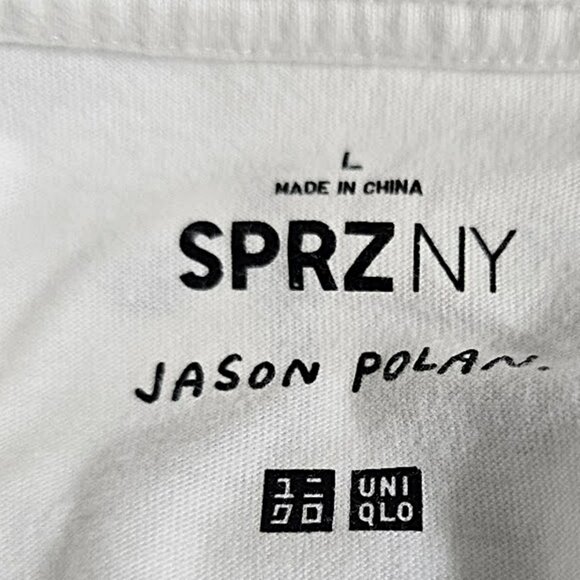 L
MADE IN CHINA
SPRZ NY
JASON POLAN.
ユニ UNI
クロ QLO